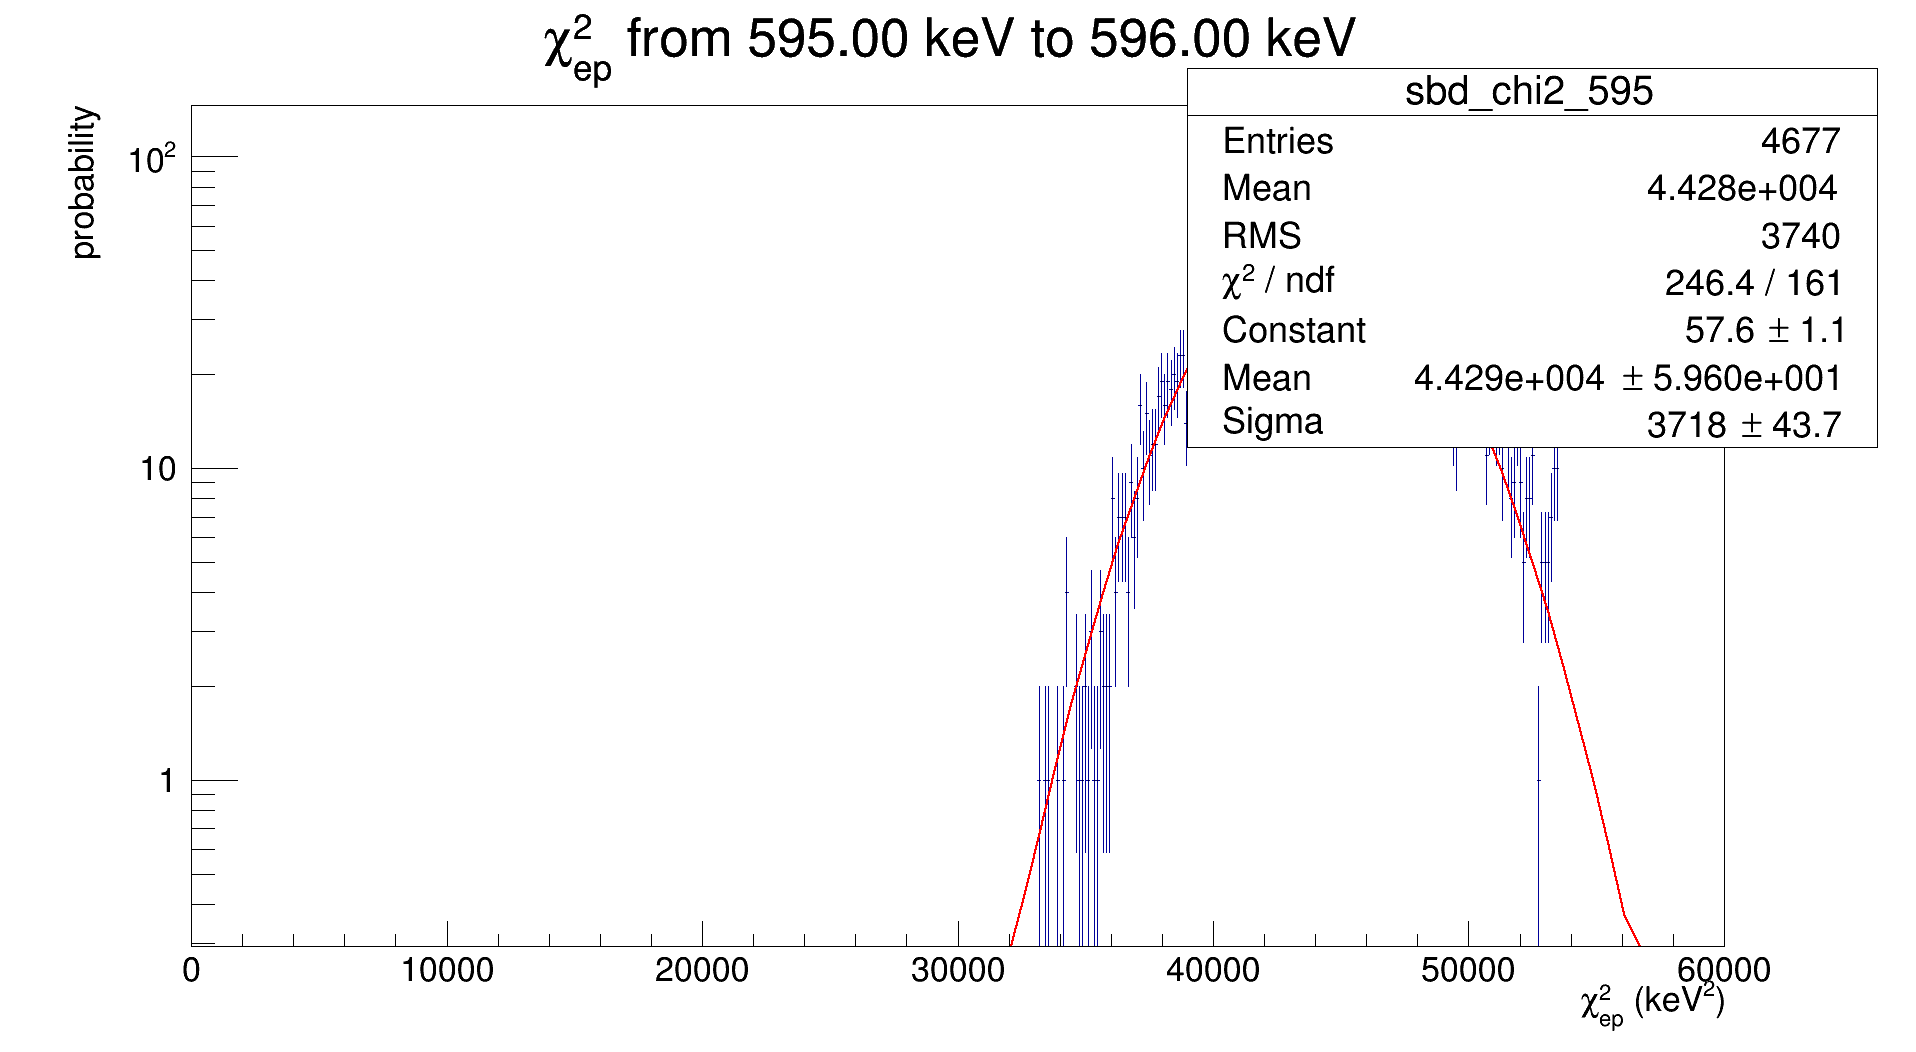 χ²ep from 595.00 keV to 596.00 keV
sbd_chi2_595
Entries 4677
Mean 4.428e+004
RMS 3740
χ² / ndf 246.4 / 161
Constant 57.6 ± 1.1
Mean 4.429e+004 ± 5.960e+001
Sigma 3718 ± 43.7
probability
10²
10
1
0 10000 20000 30000 40000 50000 60000
χ²ep (keV²)